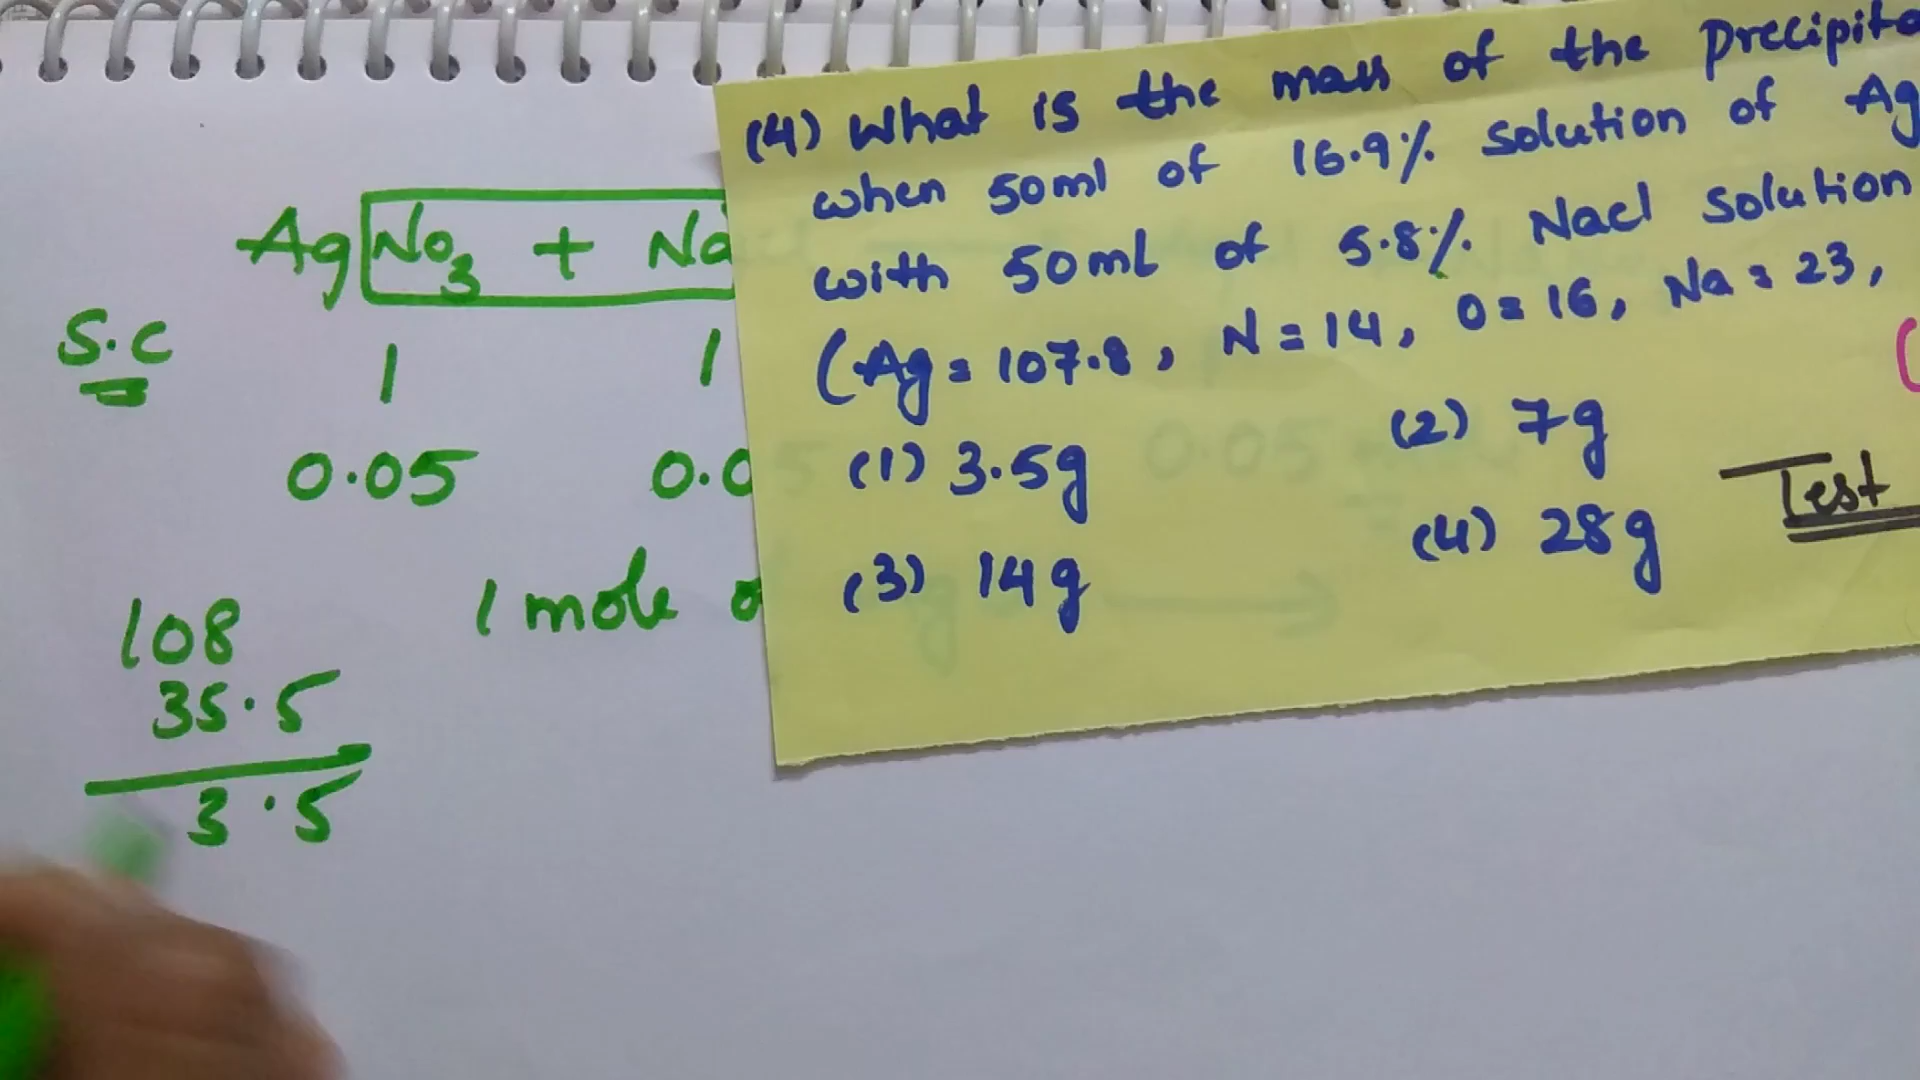 (4) What is the mass of the precipita
when 50ml of 16.9% solution of Ag
with 50mL of 5.8% Nacl solution
(Ag = 107.8, N = 14, O = 16, Na = 23,
(1) 3.5g (2) 7g
(3) 14g (4) 28g
Test
Ag No3 + Na
S.C 1 1
0.05 0.05
1 mole o
108
35.5
3.5